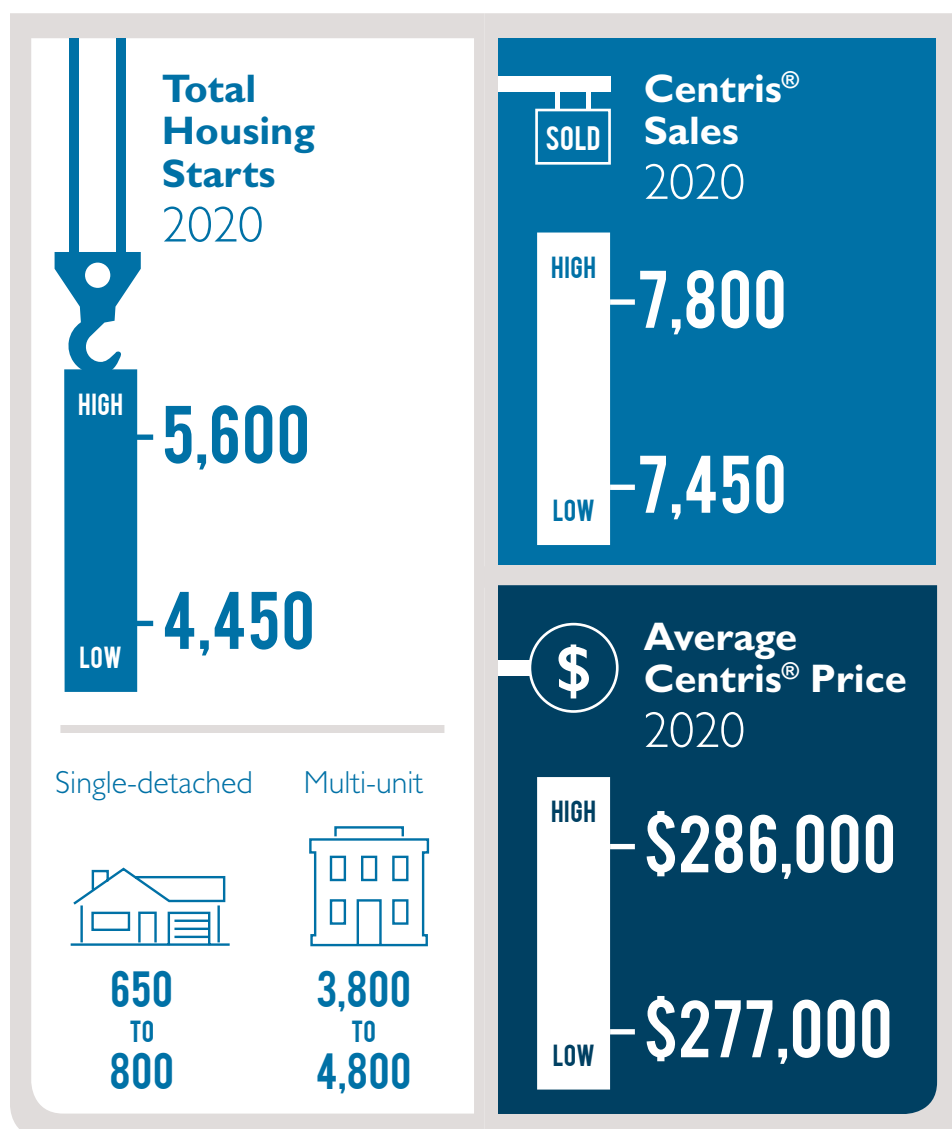 Total
Housing
Starts
2020
HIGH
5,600
4,450
LOW
Single-detached
Multi-unit
650
TO
800
3,800
TO
4,800
SOLD
Centris®
Sales
2020
HIGH
7,800
7,450
LOW
$
Average
Centris® Price
2020
HIGH
$286,000
$277,000
LOW